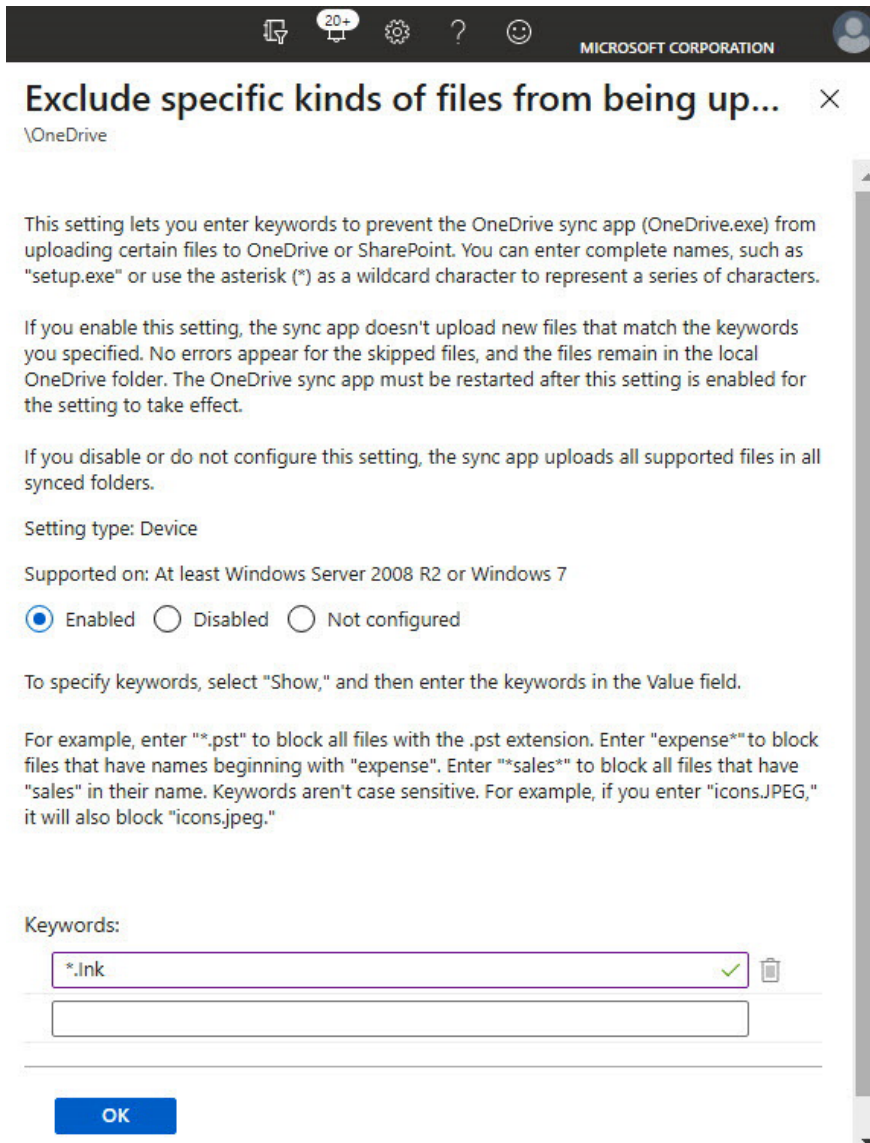 20+
MICROSOFT CORPORATION
Exclude specific kinds of files from being up...
\OneDrive
This setting lets you enter keywords to prevent the OneDrive sync app (OneDrive.exe) from
uploading certain files to OneDrive or SharePoint. You can enter complete names, such as
"setup.exe" or use the asterisk (*) as a wildcard character to represent a series of characters.
If you enable this setting, the sync app doesn't upload new files that match the keywords
you specified. No errors appear for the skipped files, and the files remain in the local
OneDrive folder. The OneDrive sync app must be restarted after this setting is enabled for
the setting to take effect.
If you disable or do not configure this setting, the sync app uploads all supported files in all
synced folders.
Setting type: Device
Supported on: At least Windows Server 2008 R2 or Windows 7
Enabled Disabled Not configured
To specify keywords, select "Show," and then enter the keywords in the Value field.
For example, enter "*.pst" to block all files with the .pst extension. Enter "expense*" to block
files that have names beginning with "expense". Enter "*sales*" to block all files that have
"sales" in their name. Keywords aren't case sensitive. For example, if you enter "icons.JPEG,"
it will also block "icons.jpeg."
Keywords:
*.lnk
OK